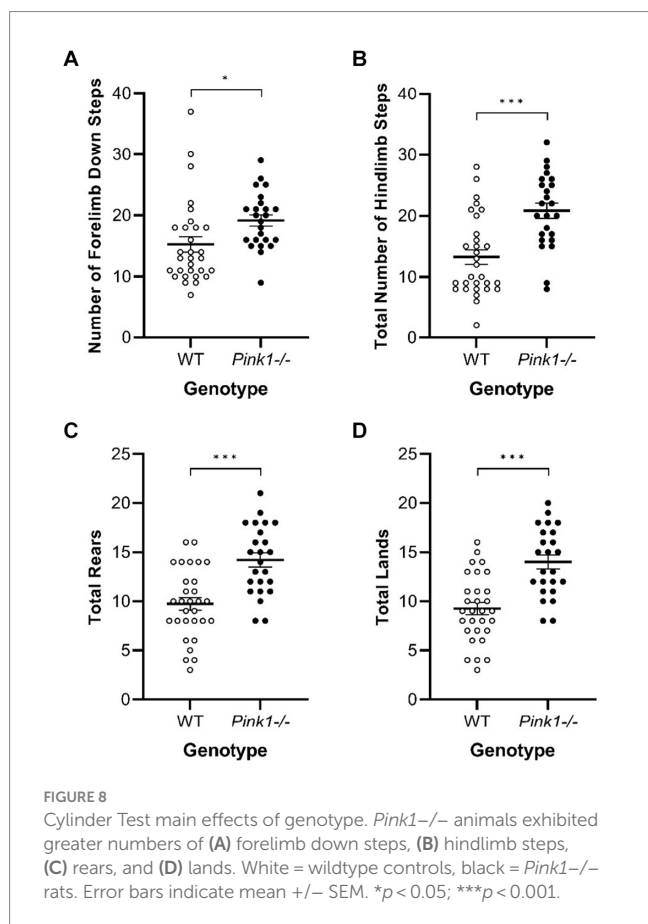 A
B
*
***
40
30
20
10
0
Number of Forelimb Down Steps
WT
Pink1-/-
Genotype
40
30
20
10
0
Total Number of Hindlimb Steps
WT
Pink1-/-
Genotype
C
D
***
***
25
20
15
10
5
0
Total Rears
WT
Pink1-/-
Genotype
25
20
15
10
5
0
Total Lands
WT
Pink1-/-
Genotype
FIGURE 8
Cylinder Test main effects of genotype. Pink1−/− animals exhibited
greater numbers of (A) forelimb down steps, (B) hindlimb steps,
(C) rears, and (D) lands. White = wildtype controls, black = Pink1−/−
rats. Error bars indicate mean +/− SEM. *p < 0.05; ***p < 0.001.